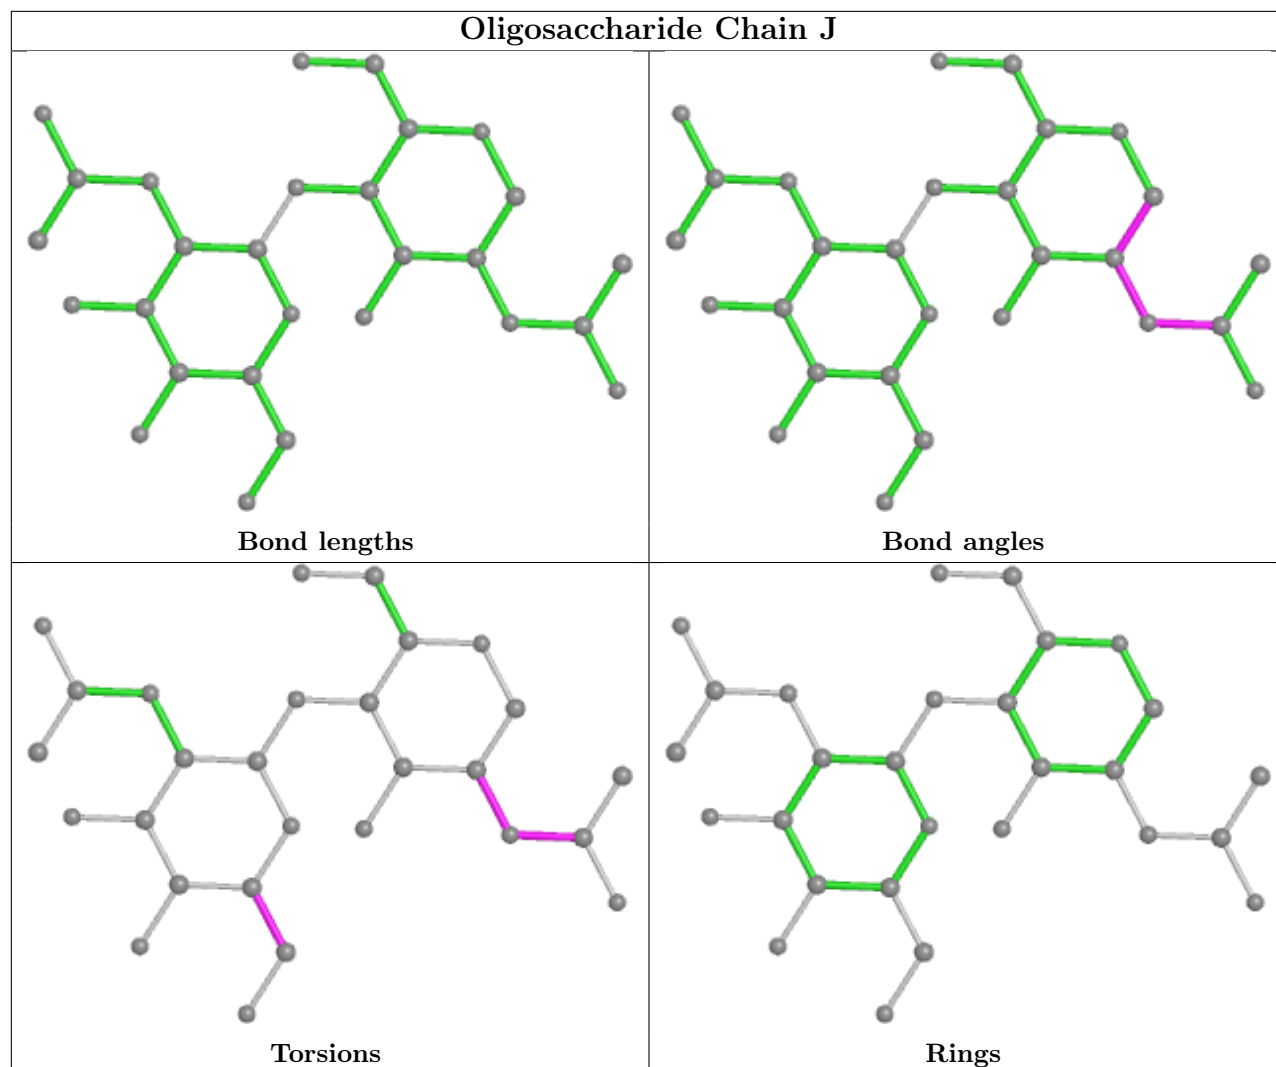 Oligosaccharide Chain J
Bond lengths
Bond angles
Torsions
Rings